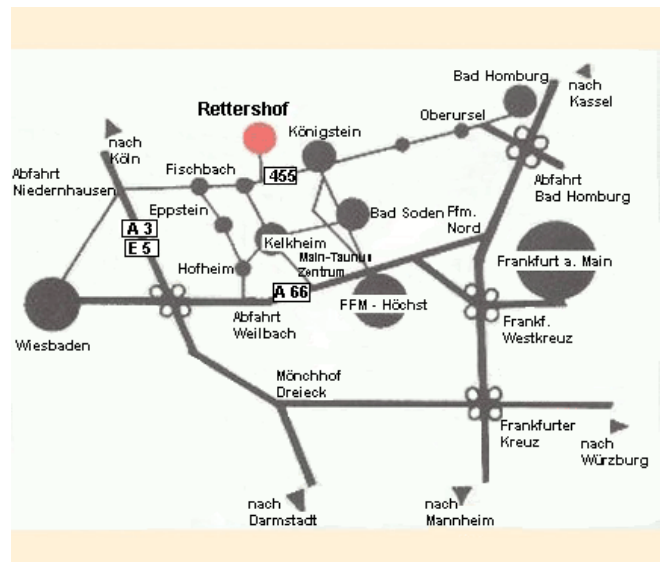 Bad Homburg
nach
Kassel
Rettershof
Oberursel
Königstein
nach
Köln
Fischbach
455
Abfahrt
Niedernhausen
Abfahrt
Bad Homburg
Eppstein
Bad Soden
Ffm.
Nord
A 3
E 5
Kelkheim
Main-Taunus
Zentrum
Hofheim
Frankfurt a. Main
A 66
FFM - Höchst
Abfahrt
Weilbach
Frankf.
Westkreuz
Wiesbaden
Mönchhof
Dreieck
Frankfurter
Kreuz
nach
Würzburg
nach
Darmstadt
nach
Mannheim